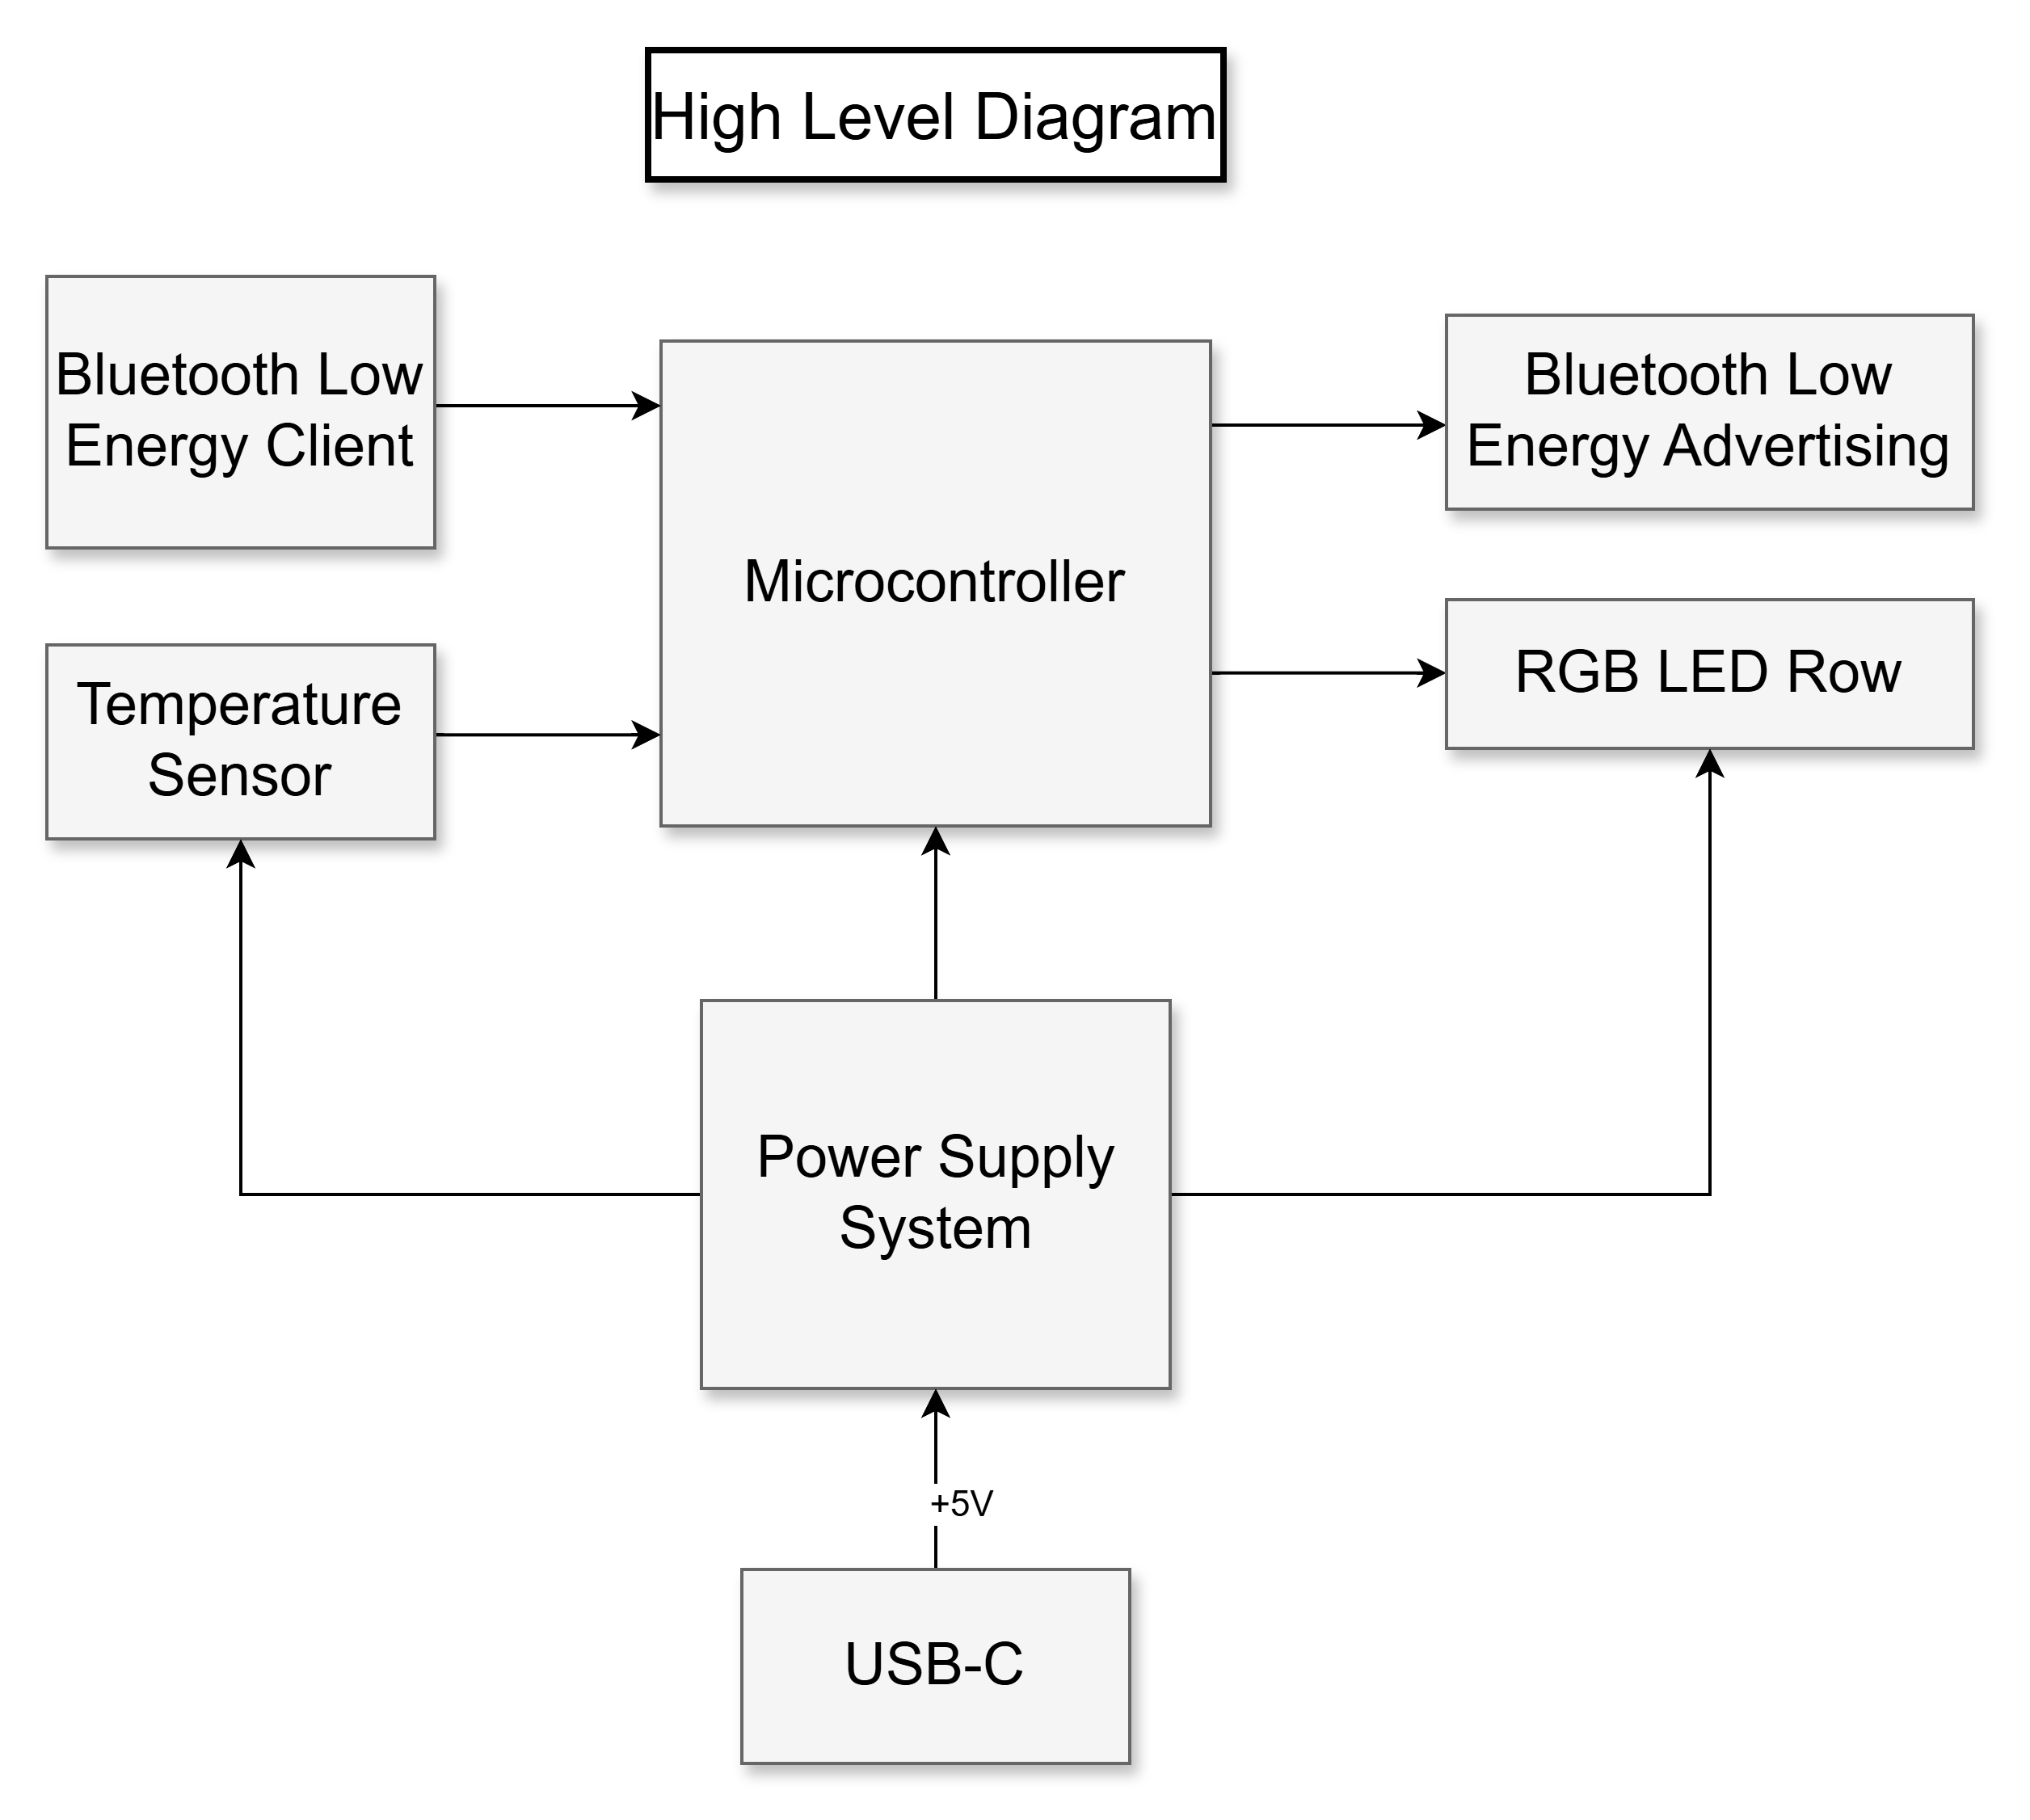 High Level Diagram
Bluetooth Low
Energy Client
Bluetooth Low
Energy Advertising
Microcontroller
RGB LED Row
Temperature
Sensor
Power Supply
System
+5V
USB-C